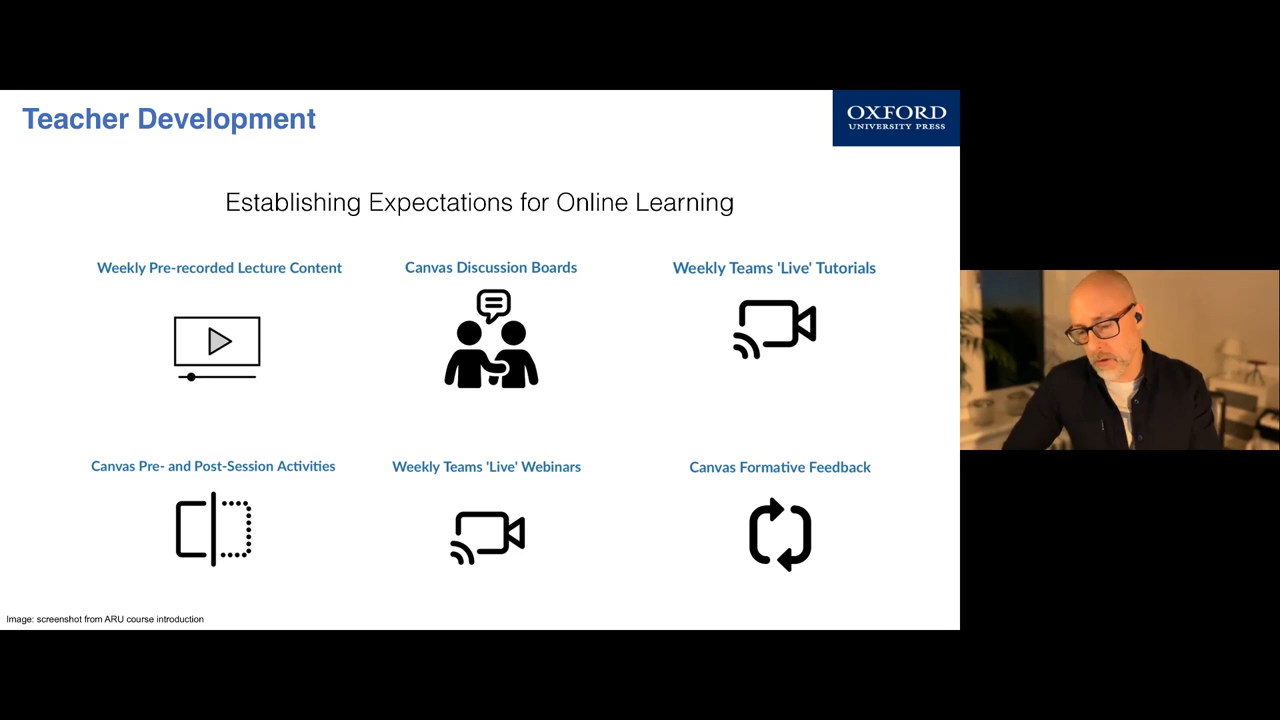 Teacher Development
OXFORD
UNIVERSITY PRESS
Establishing Expectations for Online Learning
Weekly Pre-recorded Lecture Content
Canvas Discussion Boards
Weekly Teams 'Live' Tutorials
Canvas Pre- and Post-Session Activities
Weekly Teams 'Live' Webinars
Canvas Formative Feedback
Image: screenshot from ARU course introduction